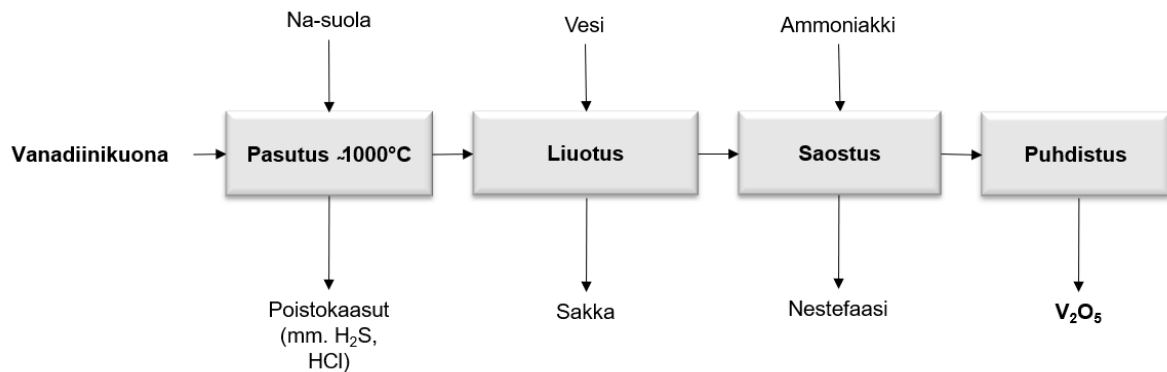 Na-suola
Vesi
Ammoniakki
Vanadiinikuona
Pasutus ~1000°C
Liuotus
Saostus
Puhdistus
Poistokaasut
(mm. H₂S,
HCl)
Sakka
Nestefaasi
V₂O₅